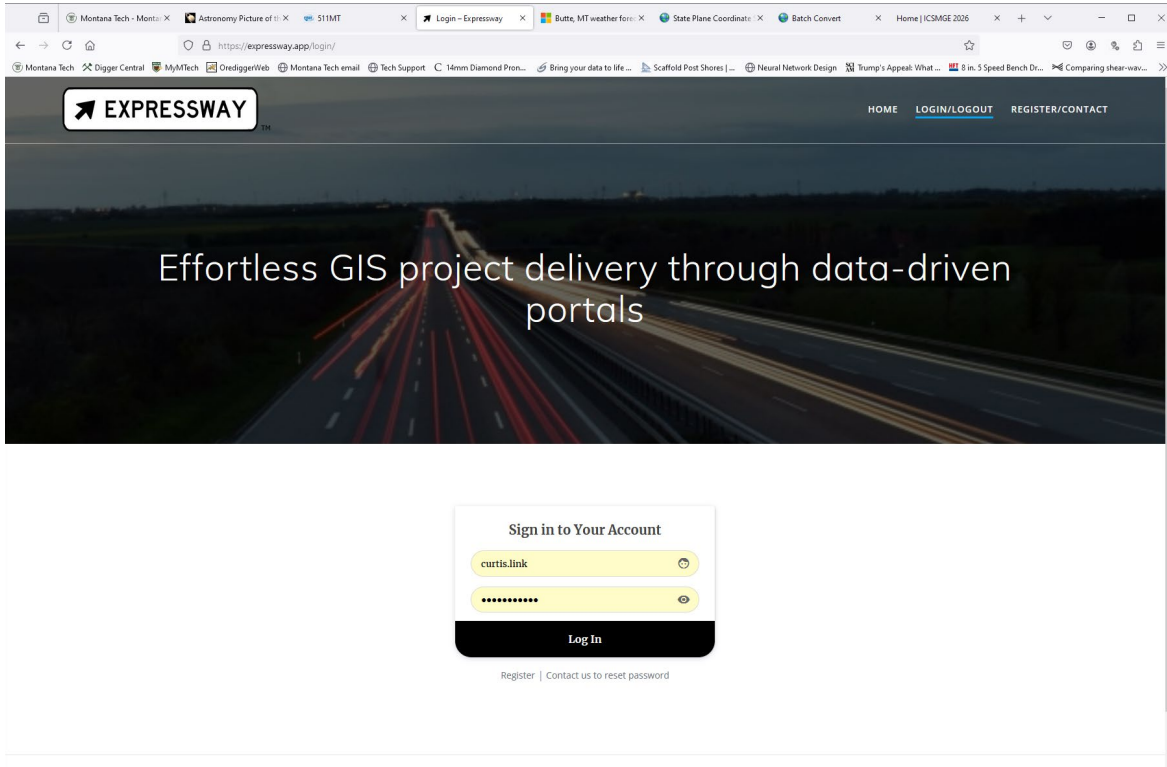 Montana Tech - Montan
Astronomy Picture of th
511MT
Login – Expressway
Butte, MT weather forec
State Plane Coordinate
Batch Convert
Home | ICSMGE 2026
https://expressway.app/login/
Montana Tech
Digger Central
MyMTech
OrediggerWeb
Montana Tech email
Tech Support
14mm Diamond Pron...
Bring your data to life ...
Scaffold Post Shores | ...
Neural Network Design
Trump's Appeal: What ...
8 in. 5 Speed Bench Dr...
Comparing shear-wav...
EXPRESSWAY
TM
HOME
LOGIN/LOGOUT
REGISTER/CONTACT
Effortless GIS project delivery through data-driven
portals
Sign in to Your Account
curtis.link
•••••••••••
Log In
Register | Contact us to reset password